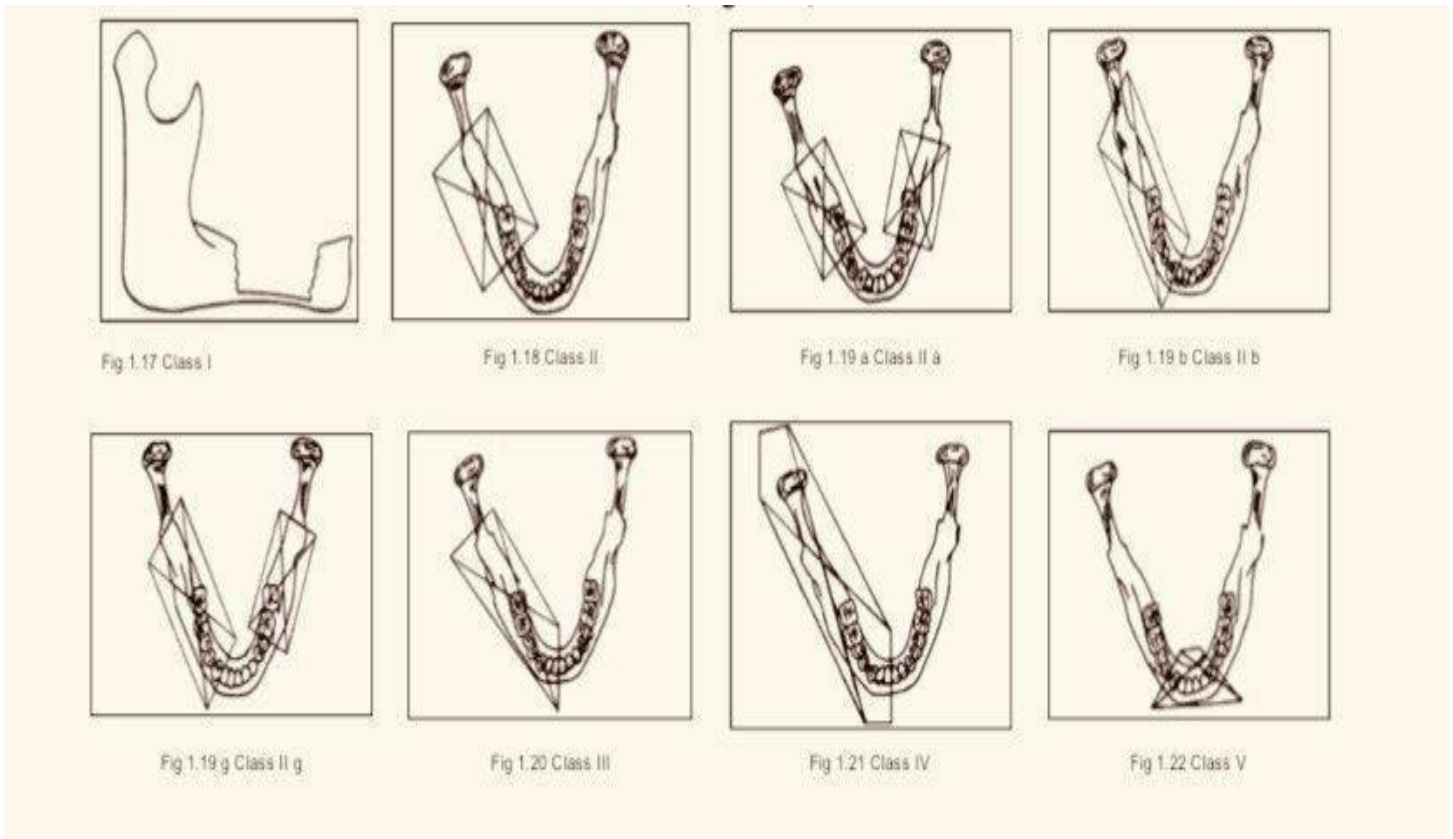 Fig 1.17 Class I
Fig 1.18 Class II
Fig 1.19 a Class II a
Fig 1.19 b Class II b
Fig 1.19 g Class II g
Fig 1.20 Class III
Fig 1.21 Class IV
Fig 1.22 Class V